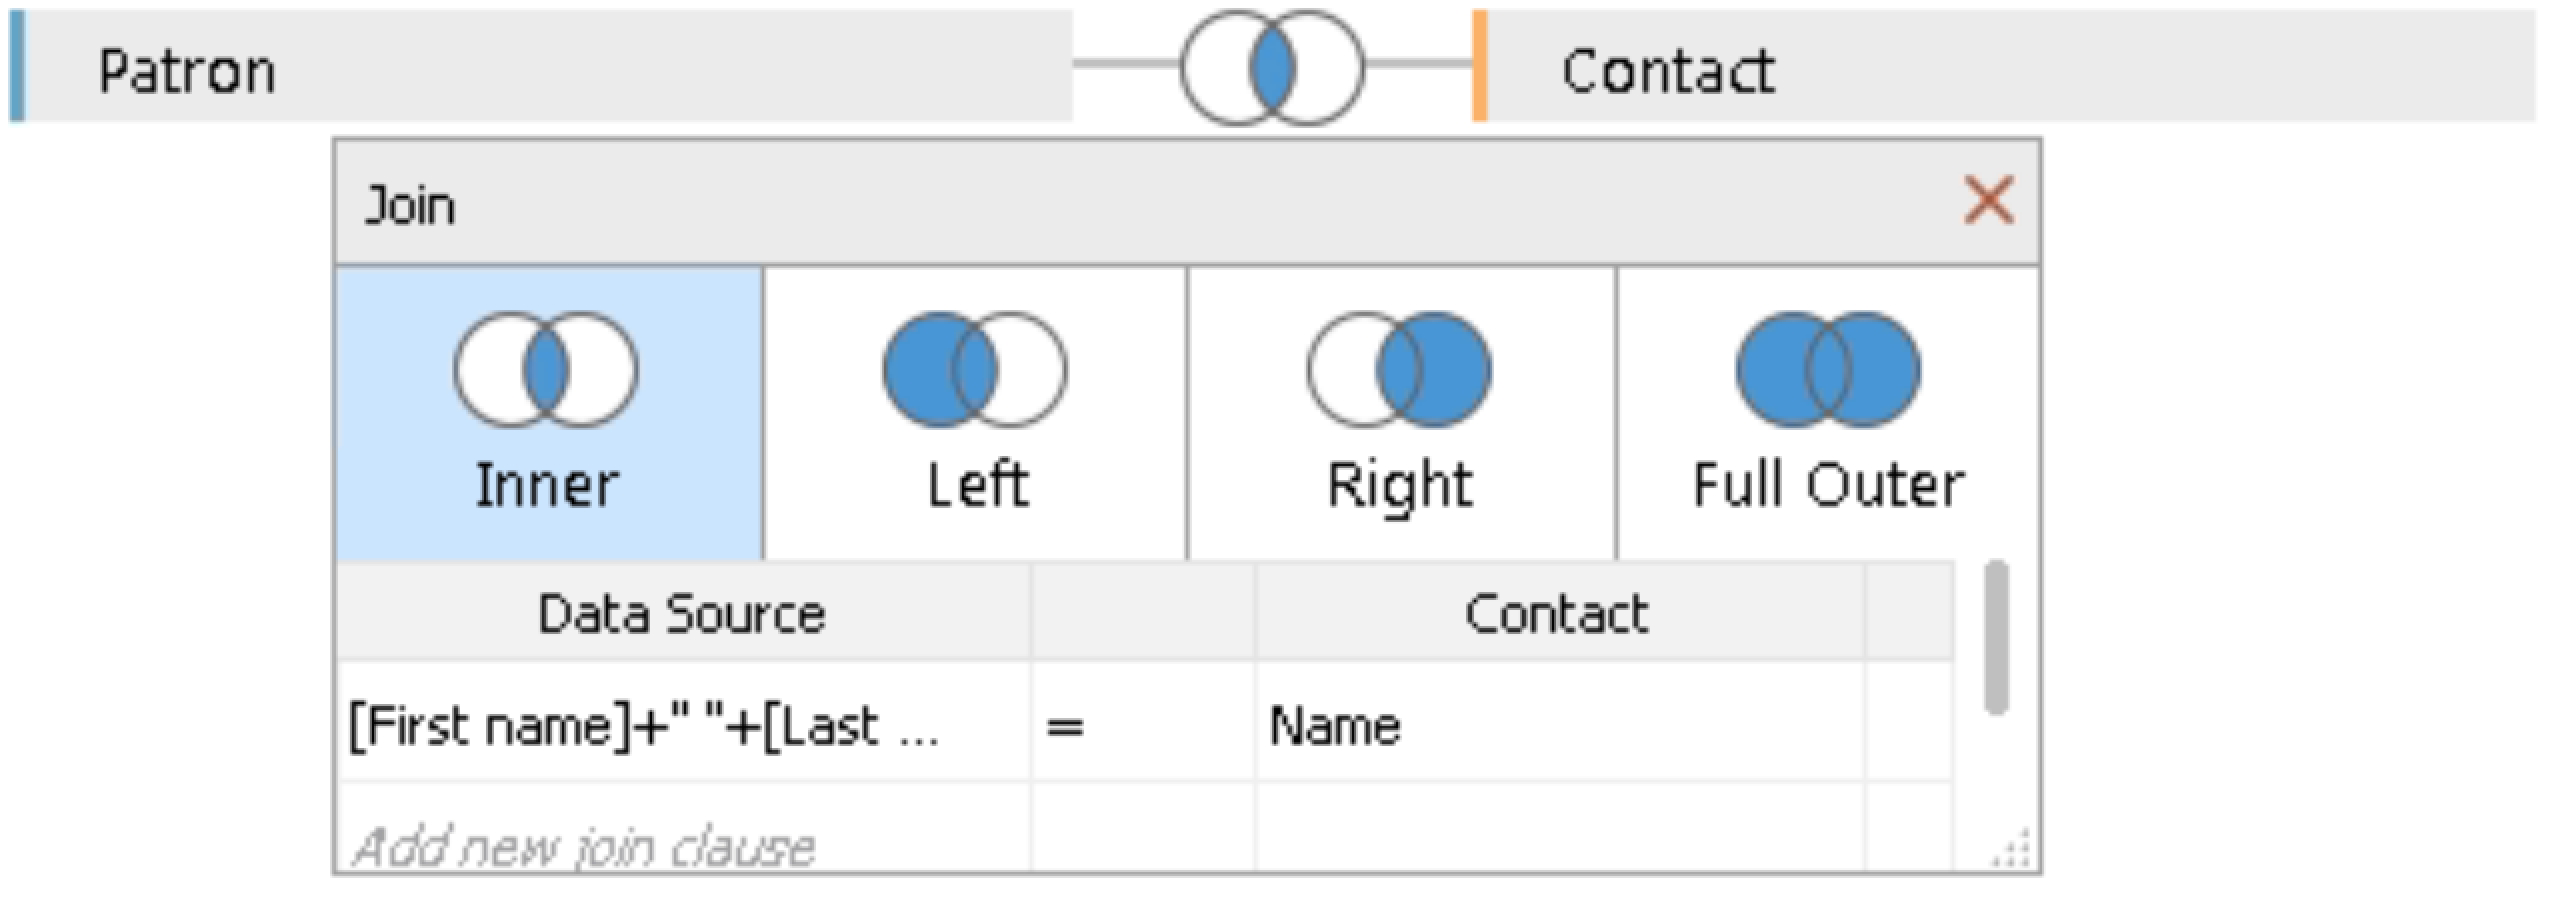 Patron
Contact
Join
Inner
Left
Right
Full Outer
Data Source
Contact
[First name]+" "+[Last ...
=
Name
Add new join clause